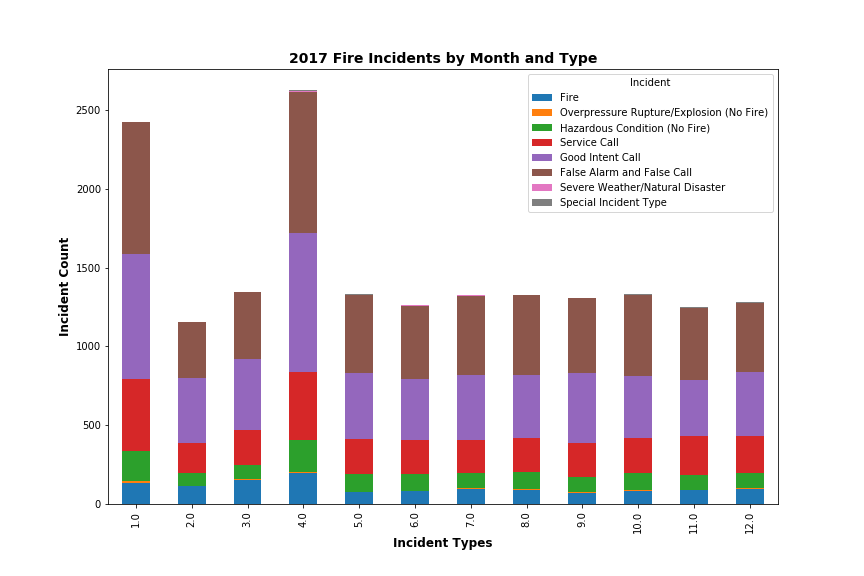 2017 Fire Incidents by Month and Type
Incident
Fire
Overpressure Rupture/Explosion (No Fire)
Hazardous Condition (No Fire)
Service Call
Good Intent Call
False Alarm and False Call
Severe Weather/Natural Disaster
Special Incident Type
Incident Count
2500
2000
1500
1000
500
0
1.0 2.0 3.0 4.0 5.0 6.0 7.0 8.0 9.0 10.0 11.0 12.0
Incident Types